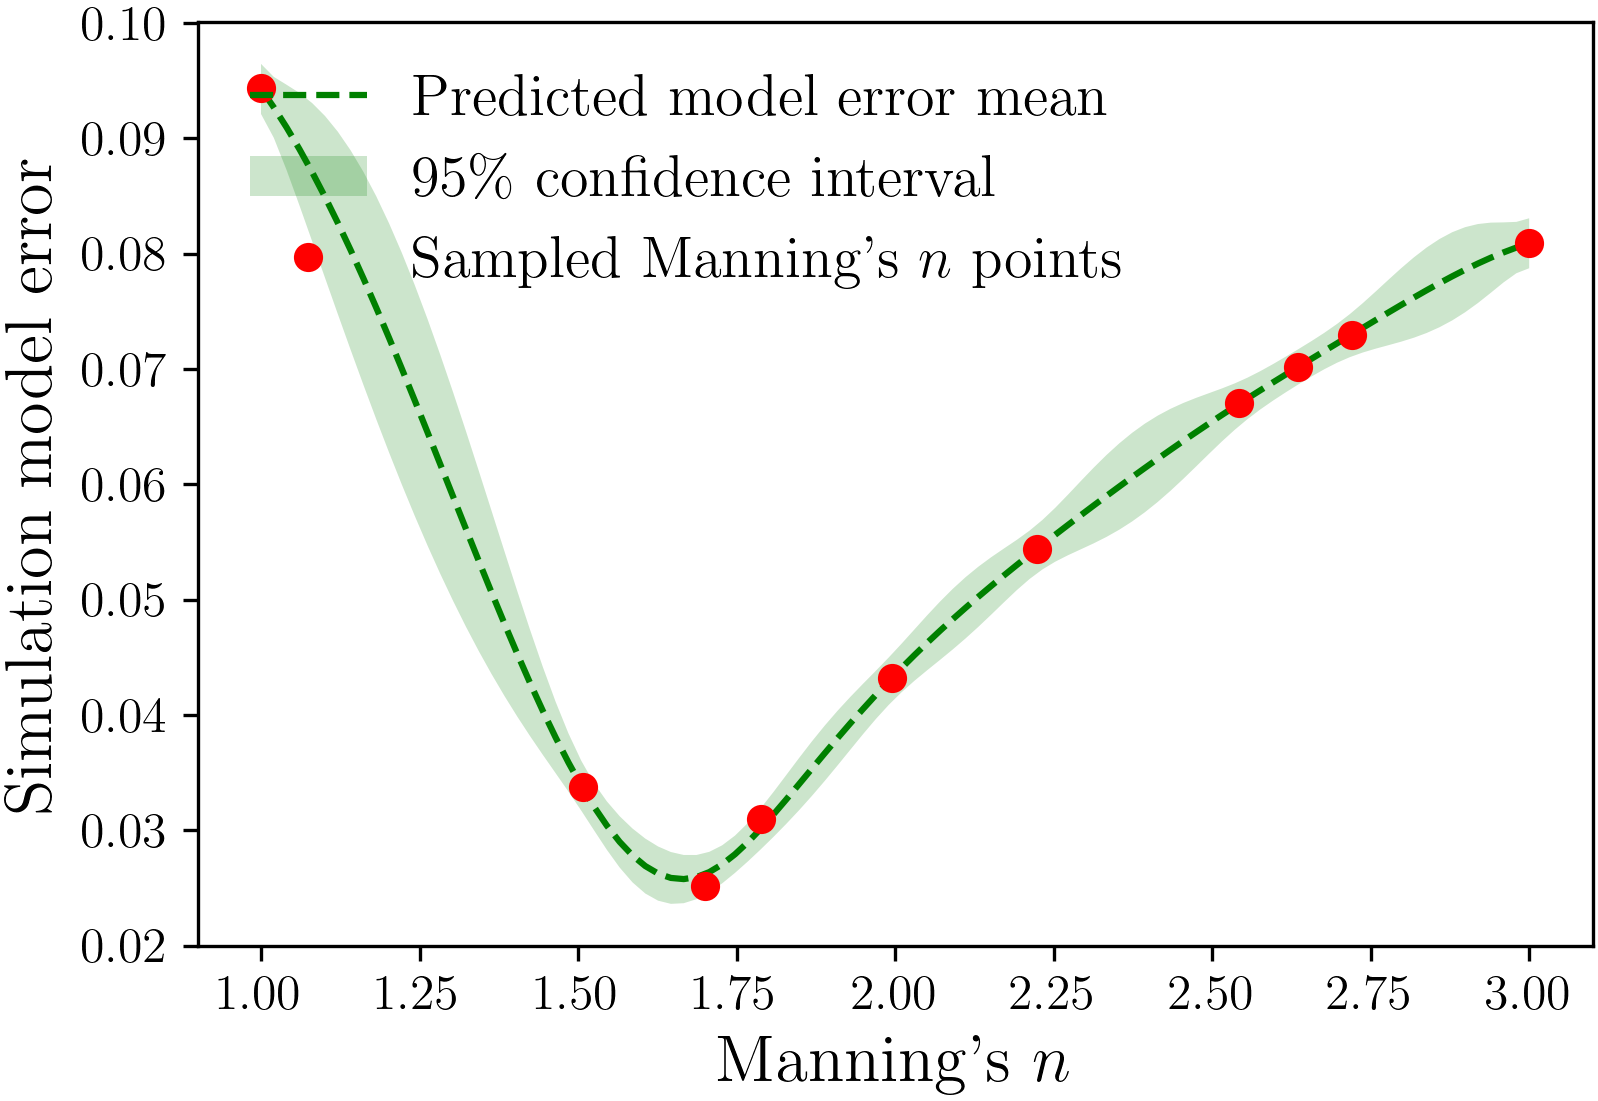 0.10
0.09
0.08
0.07
0.06
0.05
0.04
0.03
0.02
Simulation model error
Predicted model error mean
95% confidence interval
Sampled Manning’s n points
1.00 1.25 1.50 1.75 2.00 2.25 2.50 2.75 3.00
Manning’s n